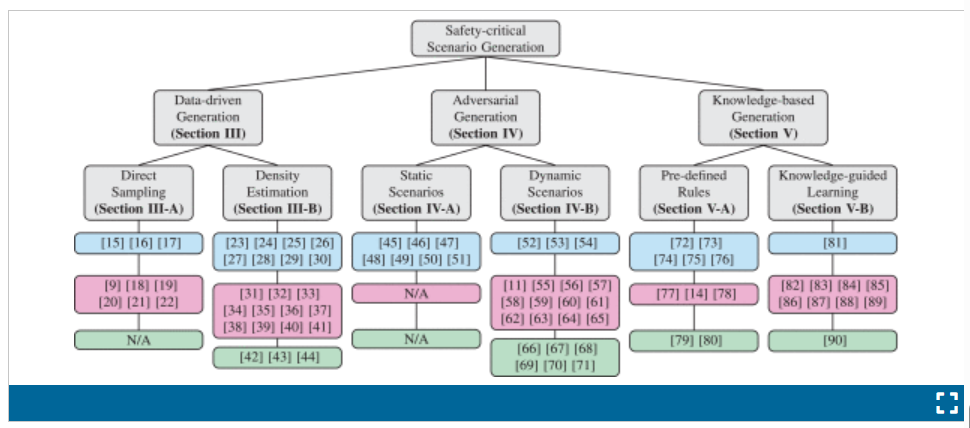 Safety-critical
Scenario Generation
Data-driven
Generation
(Section III)
Adversarial
Generation
(Section IV)
Knowledge-based
Generation
(Section V)
Direct
Sampling
(Section III-A)
Density
Estimation
(Section III-B)
Static
Scenarios
(Section IV-A)
Dynamic
Scenarios
(Section IV-B)
Pre-defined
Rules
(Section V-A)
Knowledge-guided
Learning
(Section V-B)
[15] [16] [17]
[23] [24] [25] [26]
[27] [28] [29] [30]
[45] [46] [47]
[48] [49] [50] [51]
[52] [53] [54]
[72] [73]
[74] [75] [76]
[81]
[9] [18] [19]
[20] [21] [22]
[31] [32] [33]
[34] [35] [36] [37]
[38] [39] [40] [41]
N/A
[11] [55] [56] [57]
[58] [59] [60] [61]
[62] [63] [64] [65]
[77] [14] [78]
[82] [83] [84] [85]
[86] [87] [88] [89]
N/A
[42] [43] [44]
N/A
[66] [67] [68]
[69] [70] [71]
[79] [80]
[90]